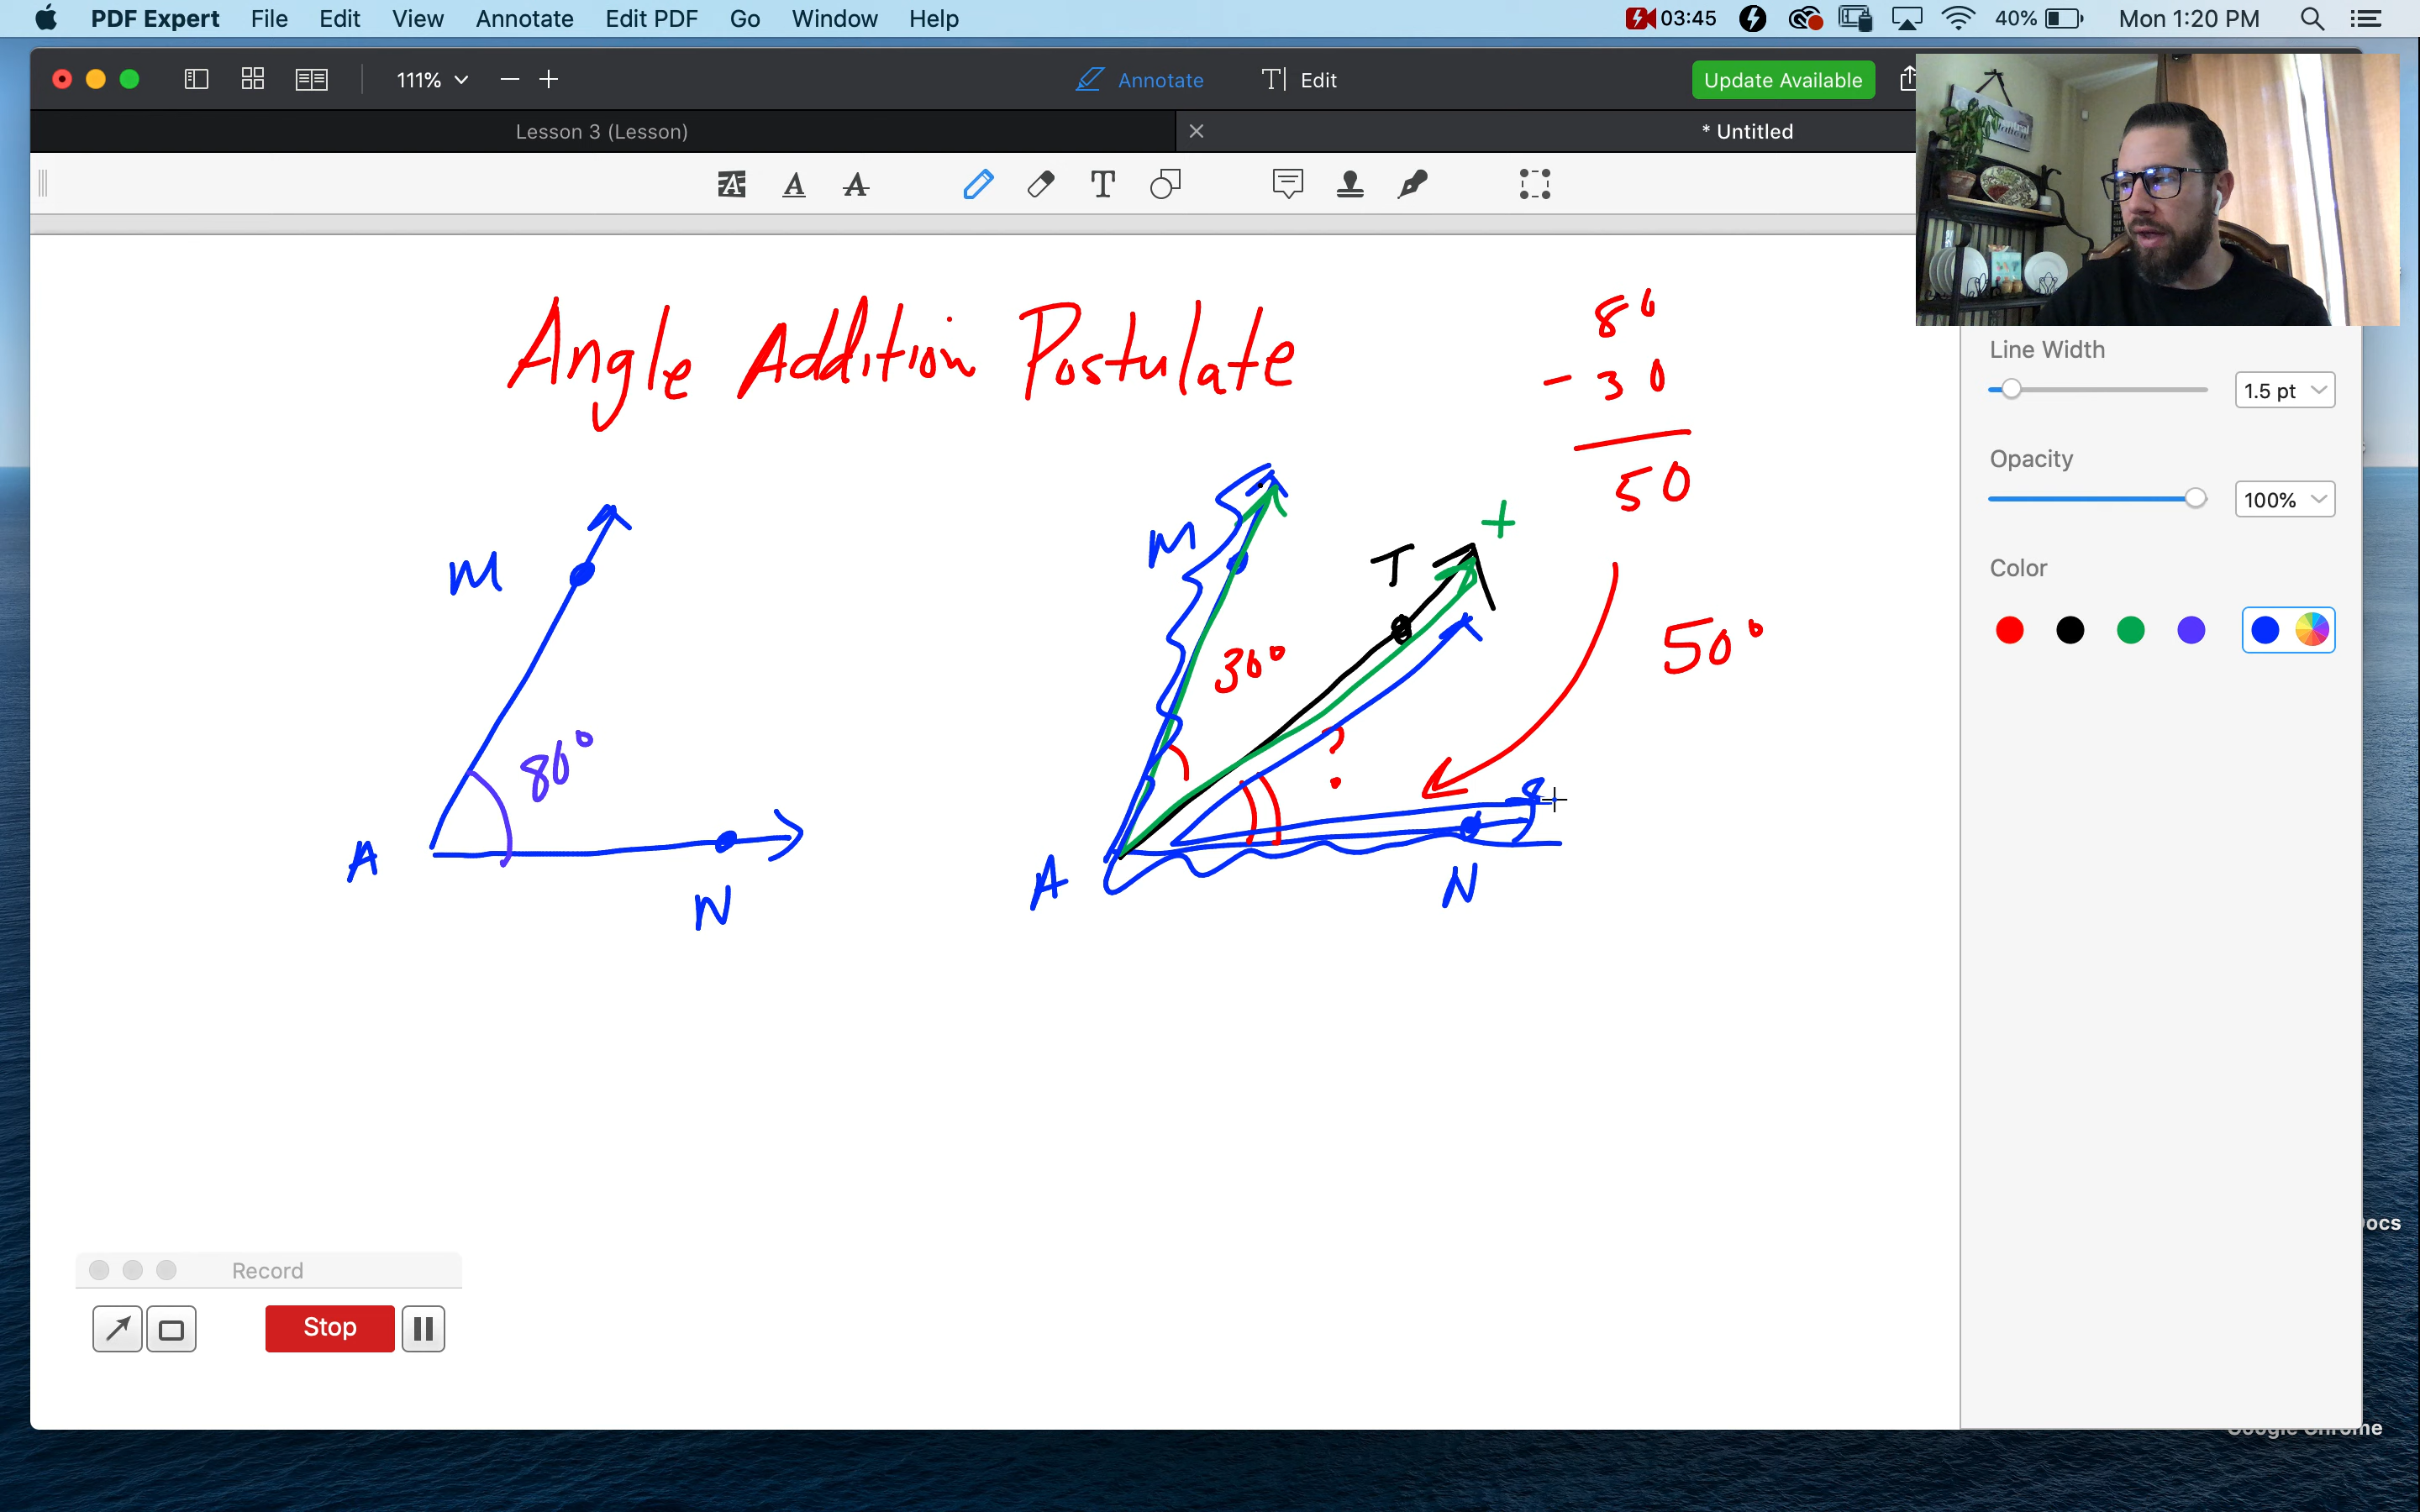 PDF Expert File Edit View Annotate Edit PDF Go Window Help 03:45 40% Mon 1:20 PM
111% Annotate T Edit Update Available
Lesson 3 (Lesson) * Untitled
A A A T
Angle Addition Postulate
80
- 30
50
M
80°
A
N
M
T
+
30°
?
50°
A
N
Line Width
1.5 pt
Opacity
100%
Color
Record
Stop
ocs